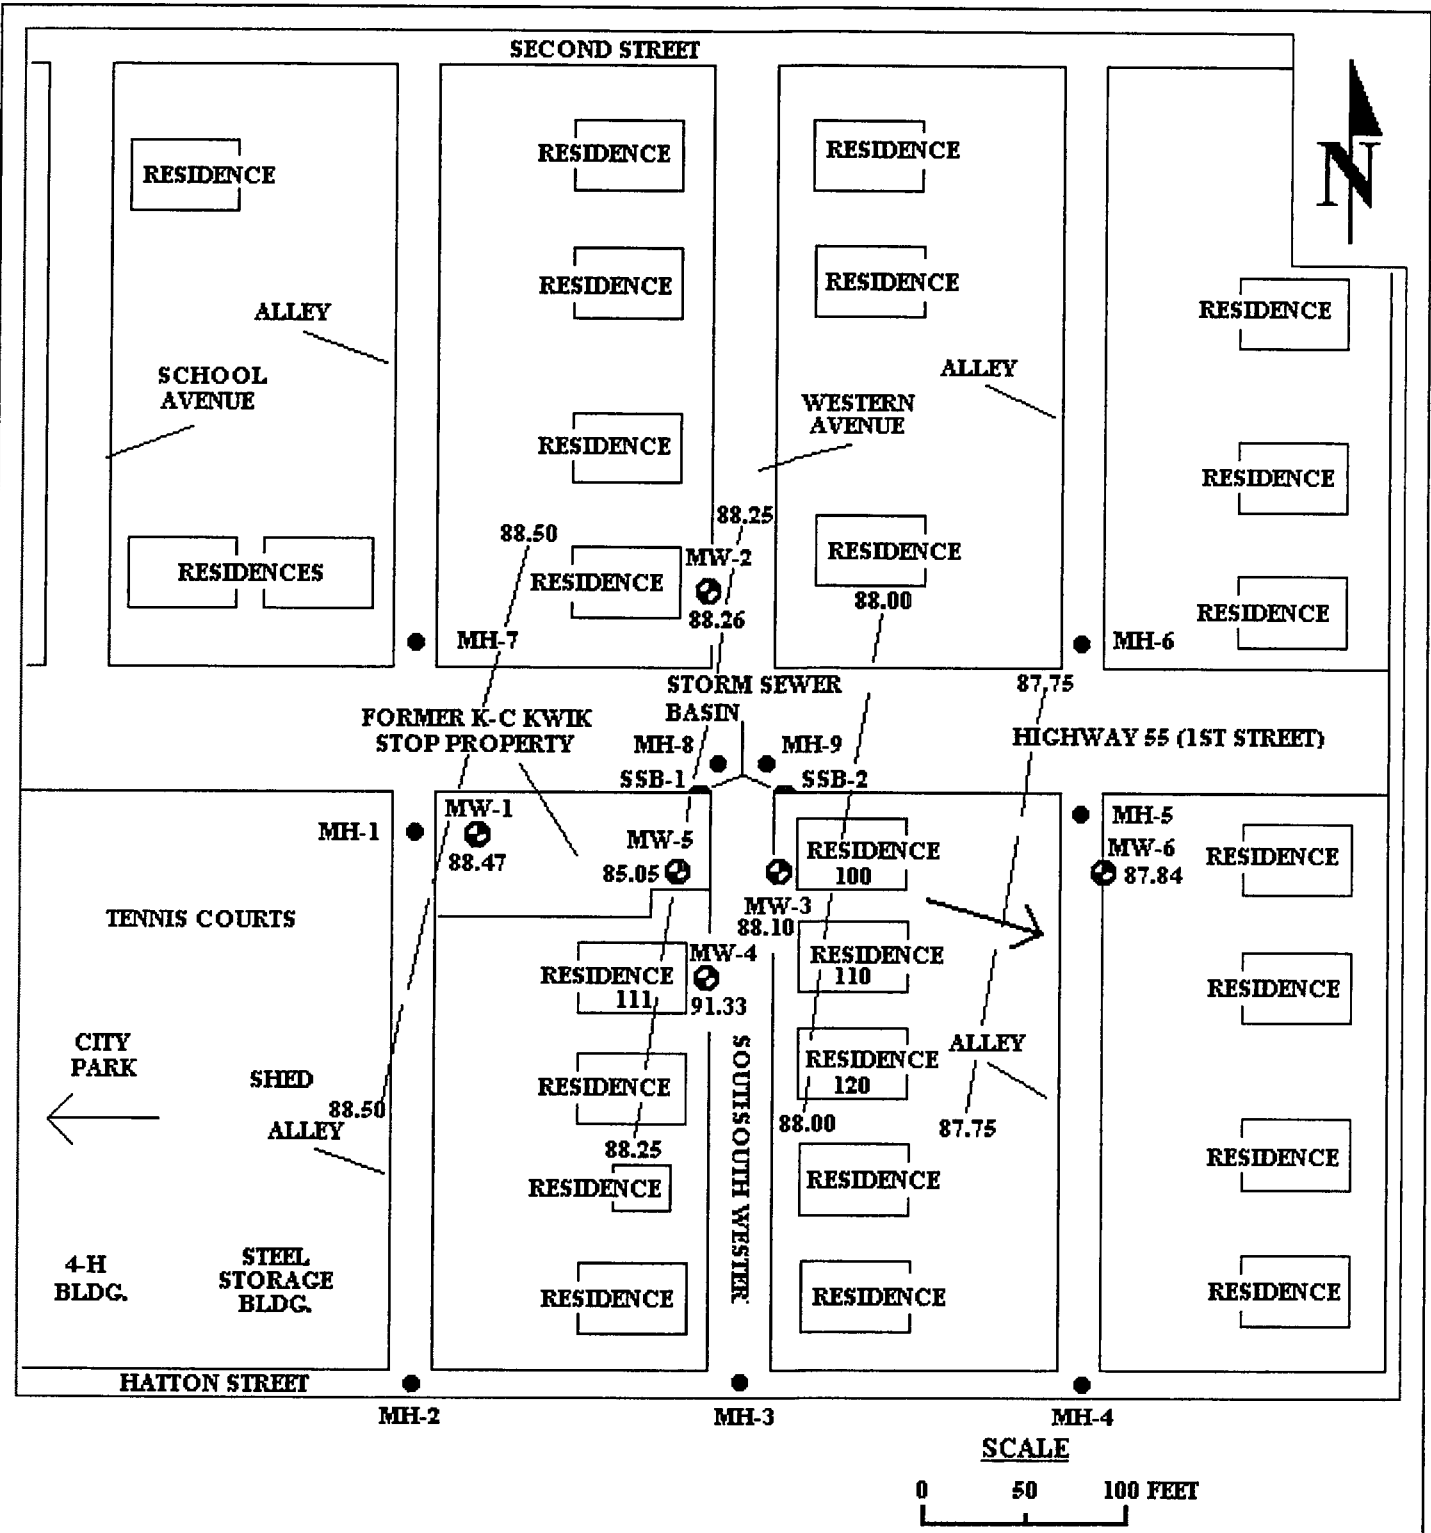 SECOND STREET
N
RESIDENCE
RESIDENCE
RESIDENCE
RESIDENCE
RESIDENCE
RESIDENCE
ALLEY
SCHOOL
AVENUE
RESIDENCE
ALLEY
WESTERN
AVENUE
RESIDENCE
RESIDENCE
88.50
88.25
MW-2
RESIDENCES
RESIDENCE
88.26
RESIDENCE
88.00
RESIDENCE
MH-7
MH-6
STORM SEWER
BASIN
87.75
FORMER K-C KWIK
STOP PROPERTY
MH-8
MH-9
HIGHWAY 55 (1ST STREET)
SSB-1
SSB-2
MH-1
MW-1
88.47
MW-5
85.05
RESIDENCE
100
MH-5
MW-6
87.84
RESIDENCE
TENNIS COURTS
MW-3
88.10
RESIDENCE
111
MW-4
91.33
RESIDENCE
110
RESIDENCE
CITY
PARK
SHED
88.50
ALLEY
RESIDENCE
88.25
RESIDENCE
SOUTHSOUTH WESTER
RESIDENCE
120
88.00
ALLEY
87.75
RESIDENCE
RESIDENCE
4-H
BLDG.
STEEL
STORAGE
BLDG.
RESIDENCE
RESIDENCE
RESIDENCE
HATTON STREET
MH-2
MH-3
MH-4
SCALE
0 50 100 FEET